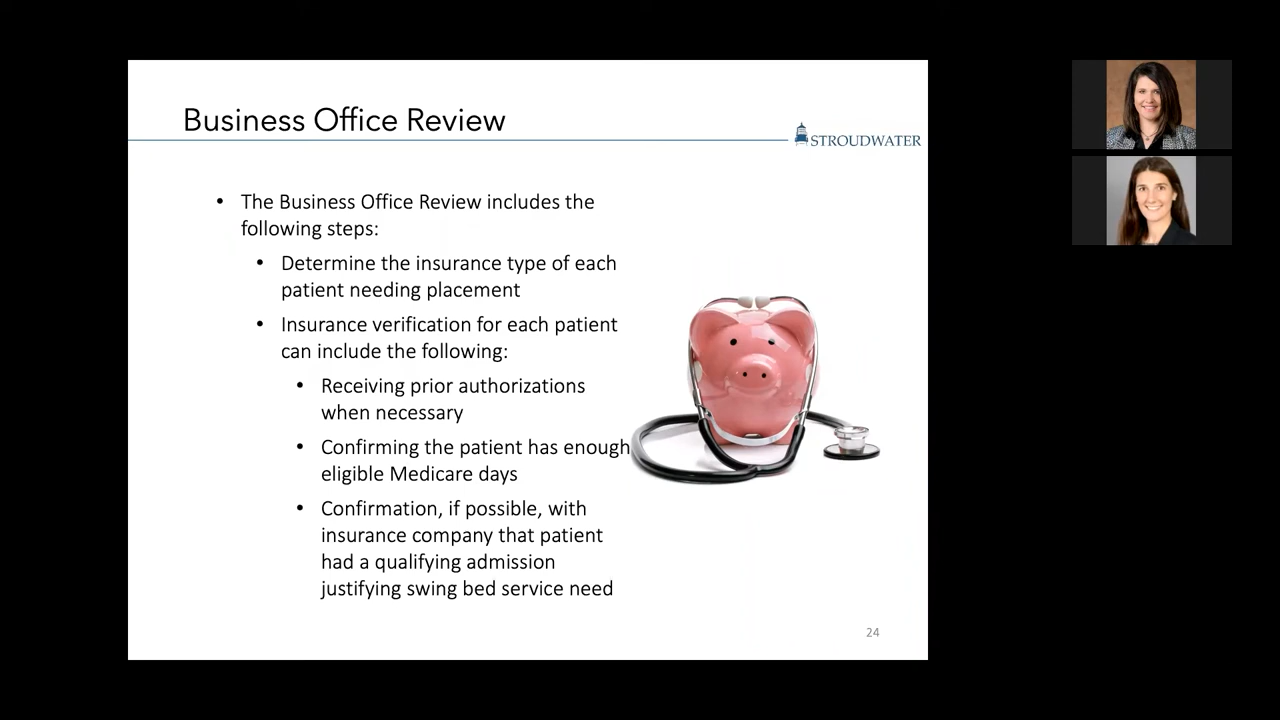 Business Office Review
STROUDWATER
• The Business Office Review includes the
following steps:
• Determine the insurance type of each
patient needing placement
• Insurance verification for each patient
can include the following:
• Receiving prior authorizations
when necessary
• Confirming the patient has enough
eligible Medicare days
• Confirmation, if possible, with
insurance company that patient
had a qualifying admission
justifying swing bed service need
24